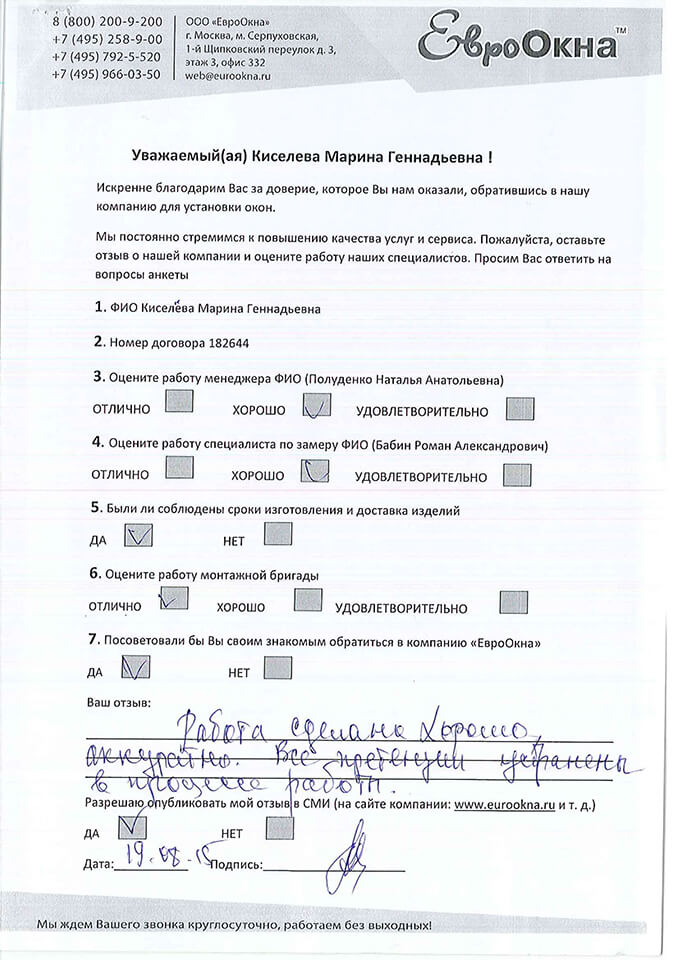 8 (800) 200-9-200
+7 (495) 258-9-00
+7 (495) 792-5-520
+7 (495) 966-03-50
ООО «ЕвроОкна»
г. Москва, м. Серпуховская,
1-й Щипковский переулок д. 3,
этаж 3, офис 332
web@eurookna.ru
ЕвроОкна™
Уважаемый(ая) Киселева Марина Геннадьевна !
Искренне благодарим Вас за доверие, которое Вы нам оказали, обратившись в нашу
компанию для установки окон.
Мы постоянно стремимся к повышению качества услуг и сервиса. Пожалуйста, оставьте
отзыв о нашей компании и оцените работу наших специалистов. Просим Вас ответить на
вопросы анкеты
1. ФИО Киселёва Марина Геннадьевна
2. Номер договора 182644
3. Оцените работу менеджера ФИО (Полуденко Наталья Анатольевна)
ОТЛИЧНО ХОРОШО УДОВЛЕТВОРИТЕЛЬНО
4. Оцените работу специалиста по замеру ФИО (Бабин Роман Александрович)
ОТЛИЧНО ХОРОШО УДОВЛЕТВОРИТЕЛЬНО
5. Были ли соблюдены сроки изготовления и доставка изделий
ДА НЕТ
6. Оцените работу монтажной бригады
ОТЛИЧНО ХОРОШО УДОВЛЕТВОРИТЕЛЬНО
7. Посоветовали бы Вы своим знакомым обратиться в компанию «ЕвроОкна»
ДА НЕТ
Ваш отзыв:
Работа сделана хорошо,
аккуратно. Все претензии устранены
в процессе работы.
Разрешаю опубликовать мой отзыв в СМИ (на сайте компании: www.eurookna.ru и т. д.)
ДА НЕТ
Дата: 19.08.15 Подпись:
Мы ждем Вашего звонка круглосуточно, работаем без выходных!